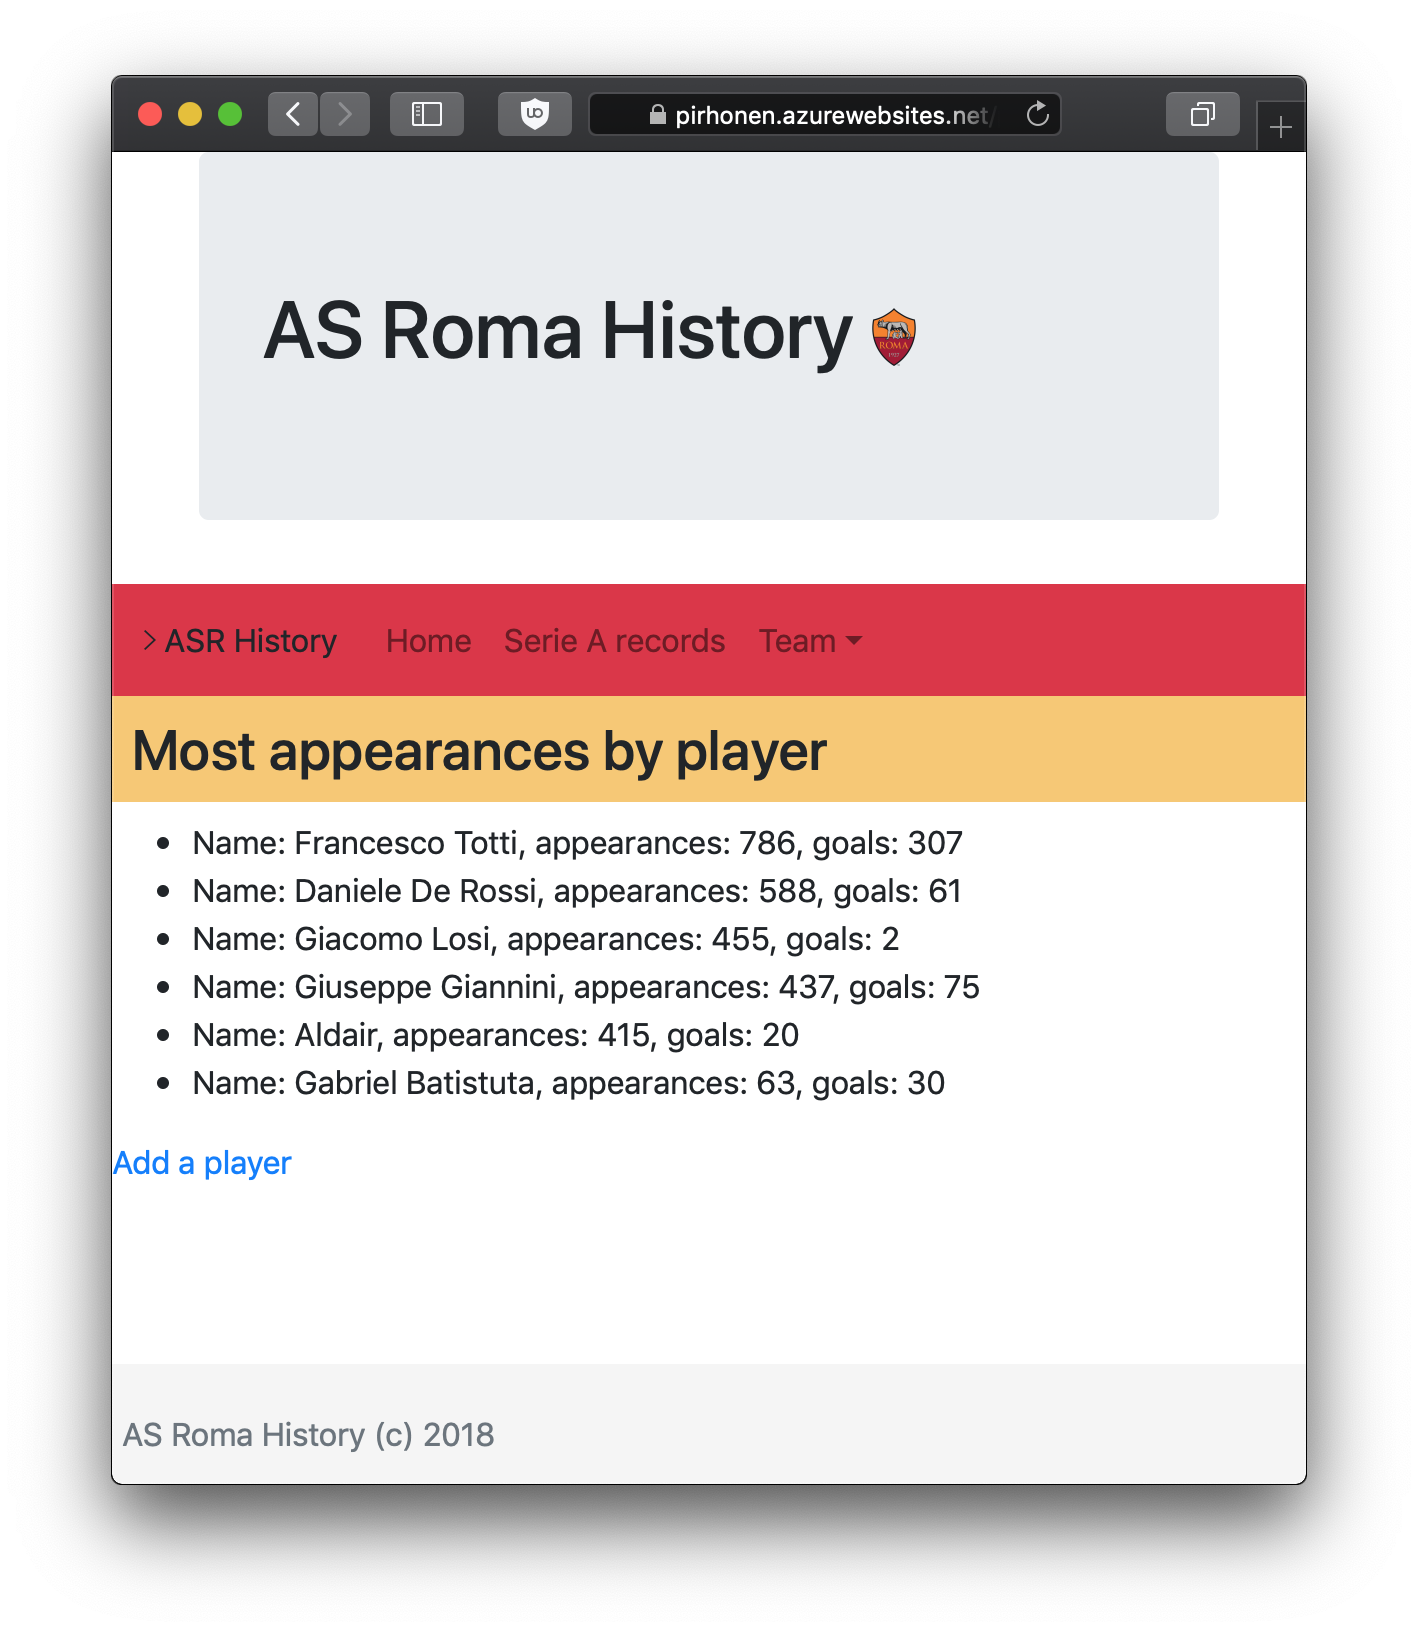 pirhonen.azurewebsites.net/
AS Roma History
ROMA
1927
> ASR History Home Serie A records Team
Most appearances by player
• Name: Francesco Totti, appearances: 786, goals: 307
• Name: Daniele De Rossi, appearances: 588, goals: 61
• Name: Giacomo Losi, appearances: 455, goals: 2
• Name: Giuseppe Giannini, appearances: 437, goals: 75
• Name: Aldair, appearances: 415, goals: 20
• Name: Gabriel Batistuta, appearances: 63, goals: 30
Add a player
AS Roma History (c) 2018